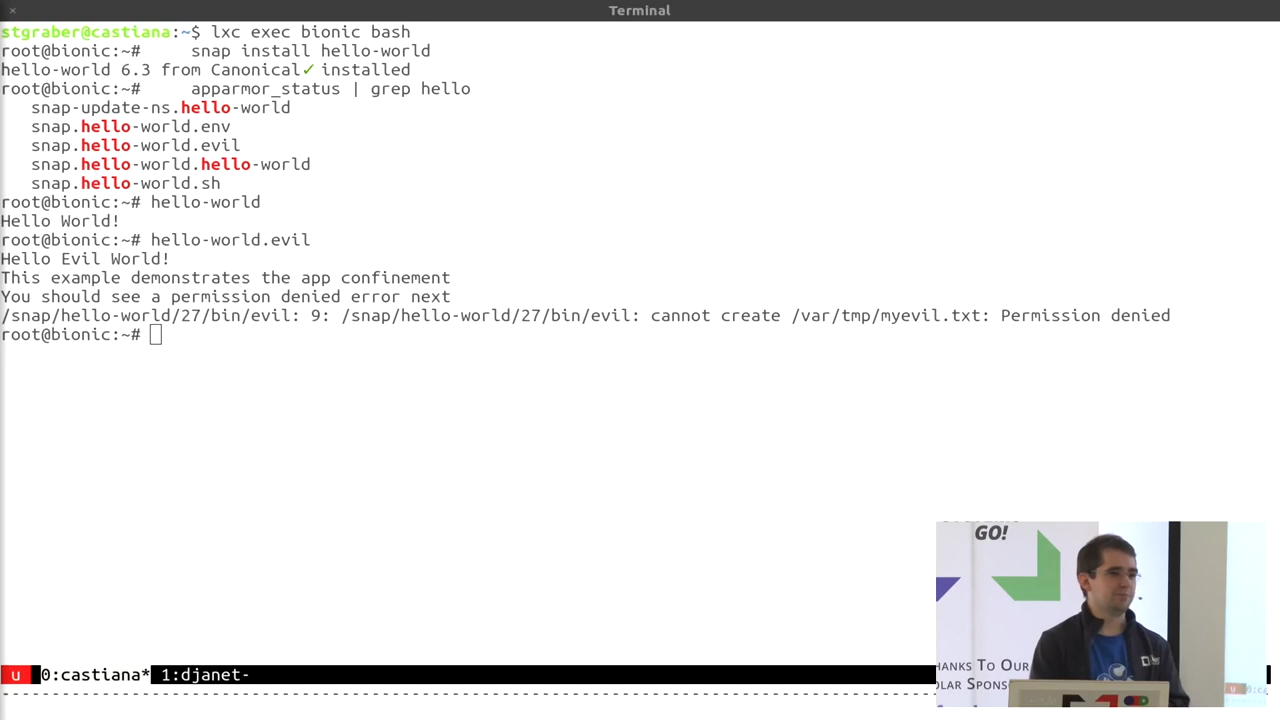 Terminal
stgraber@castiana:~$ lxc exec bionic bash
root@bionic:~#     snap install hello-world
hello-world 6.3 from Canonical✓ installed
root@bionic:~#     apparmor_status | grep hello
   snap-update-ns.hello-world
   snap.hello-world.env
   snap.hello-world.evil
   snap.hello-world.hello-world
   snap.hello-world.sh
root@bionic:~# hello-world
Hello World!
root@bionic:~# hello-world.evil
Hello Evil World!
This example demonstrates the app confinement
You should see a permission denied error next
/snap/hello-world/27/bin/evil: 9: /snap/hello-world/27/bin/evil: cannot create /var/tmp/myevil.txt: Permission denied
root@bionic:~#
GO!
HANKS TO OUR
OLAR SPONS
u 0:castiana* 1:djanet-